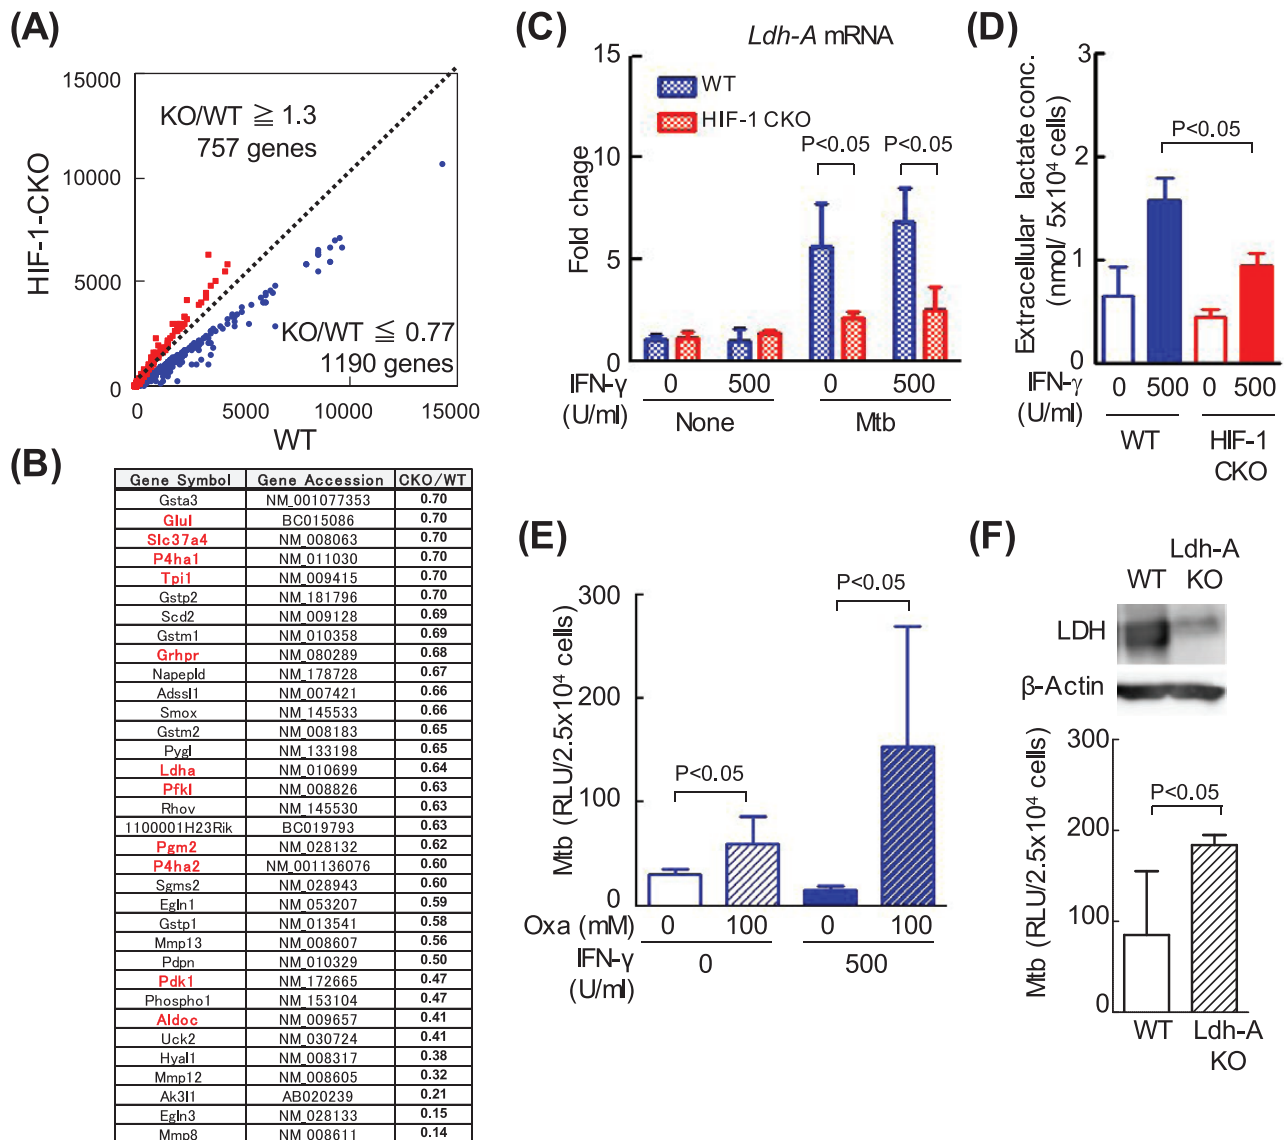 (A)
15000
10000
5000
0
HIF-1-CKO
KO/WT ≧ 1.3
757 genes
KO/WT ≦ 0.77
1190 genes
0
5000
10000
15000
WT
(B)
Gene Symbol Gene Accession CKO/WT
Gsta3 NM_001077353 0.70
Glul BC015086 0.70
Slc37a4 NM_008063 0.70
P4ha1 NM_011030 0.70
Tpi1 NM_009415 0.70
Gstp2 NM_181796 0.70
Scd2 NM_009128 0.69
Gstm1 NM_010358 0.69
Grhpr NM_080289 0.68
Napepld NM_178728 0.67
Adssl1 NM_007421 0.66
Smox NM_145533 0.66
Gstm2 NM_008183 0.65
Pygl NM_133198 0.65
Ldha NM_010699 0.64
Pfkl NM_008826 0.63
Rhov NM_145530 0.63
1100001H23Rik BC019793 0.63
Pgm2 NM_028132 0.62
P4ha2 NM_001136076 0.60
Sgms2 NM_028943 0.60
Egln1 NM_053207 0.59
Gstp1 NM_013541 0.58
Mmp13 NM_008607 0.56
Pdpn NM_010329 0.50
Pdk1 NM_172665 0.47
Phospho1 NM_153104 0.47
Aldoc NM_009657 0.41
Uck2 NM_030724 0.41
Hyal1 NM_008317 0.38
Mmp12 NM_008605 0.32
Ak3l1 AB020239 0.21
Egln3 NM_028133 0.15
Mmp8 NM_008611 0.14
(C)
Ldh-A mRNA
15
10
5
0
Fold chage
WT
HIF-1 CKO
P<0.05 P<0.05
IFN-γ 0 500 0 500
(U/ml)
None Mtb
(D)
3
2
1
0
Extracellular lactate conc.
(nmol/ 5x10⁴ cells)
P<0.05
IFN-γ 0 500 0 500
(U/ml)
WT HIF-1
CKO
(E)
300
200
100
0
Mtb (RLU/2.5x10⁴ cells)
P<0.05
P<0.05
Oxa (mM) 0 100 0 100
IFN-γ 0 500
(U/ml)
(F)
Ldh-A
WT KO
LDH
β-Actin
300
200
100
0
Mtb (RLU/2.5x10⁴ cells)
P<0.05
WT Ldh-A
KO